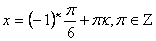 x = (−1)^κ π/6 + πκ, π ∈ Z